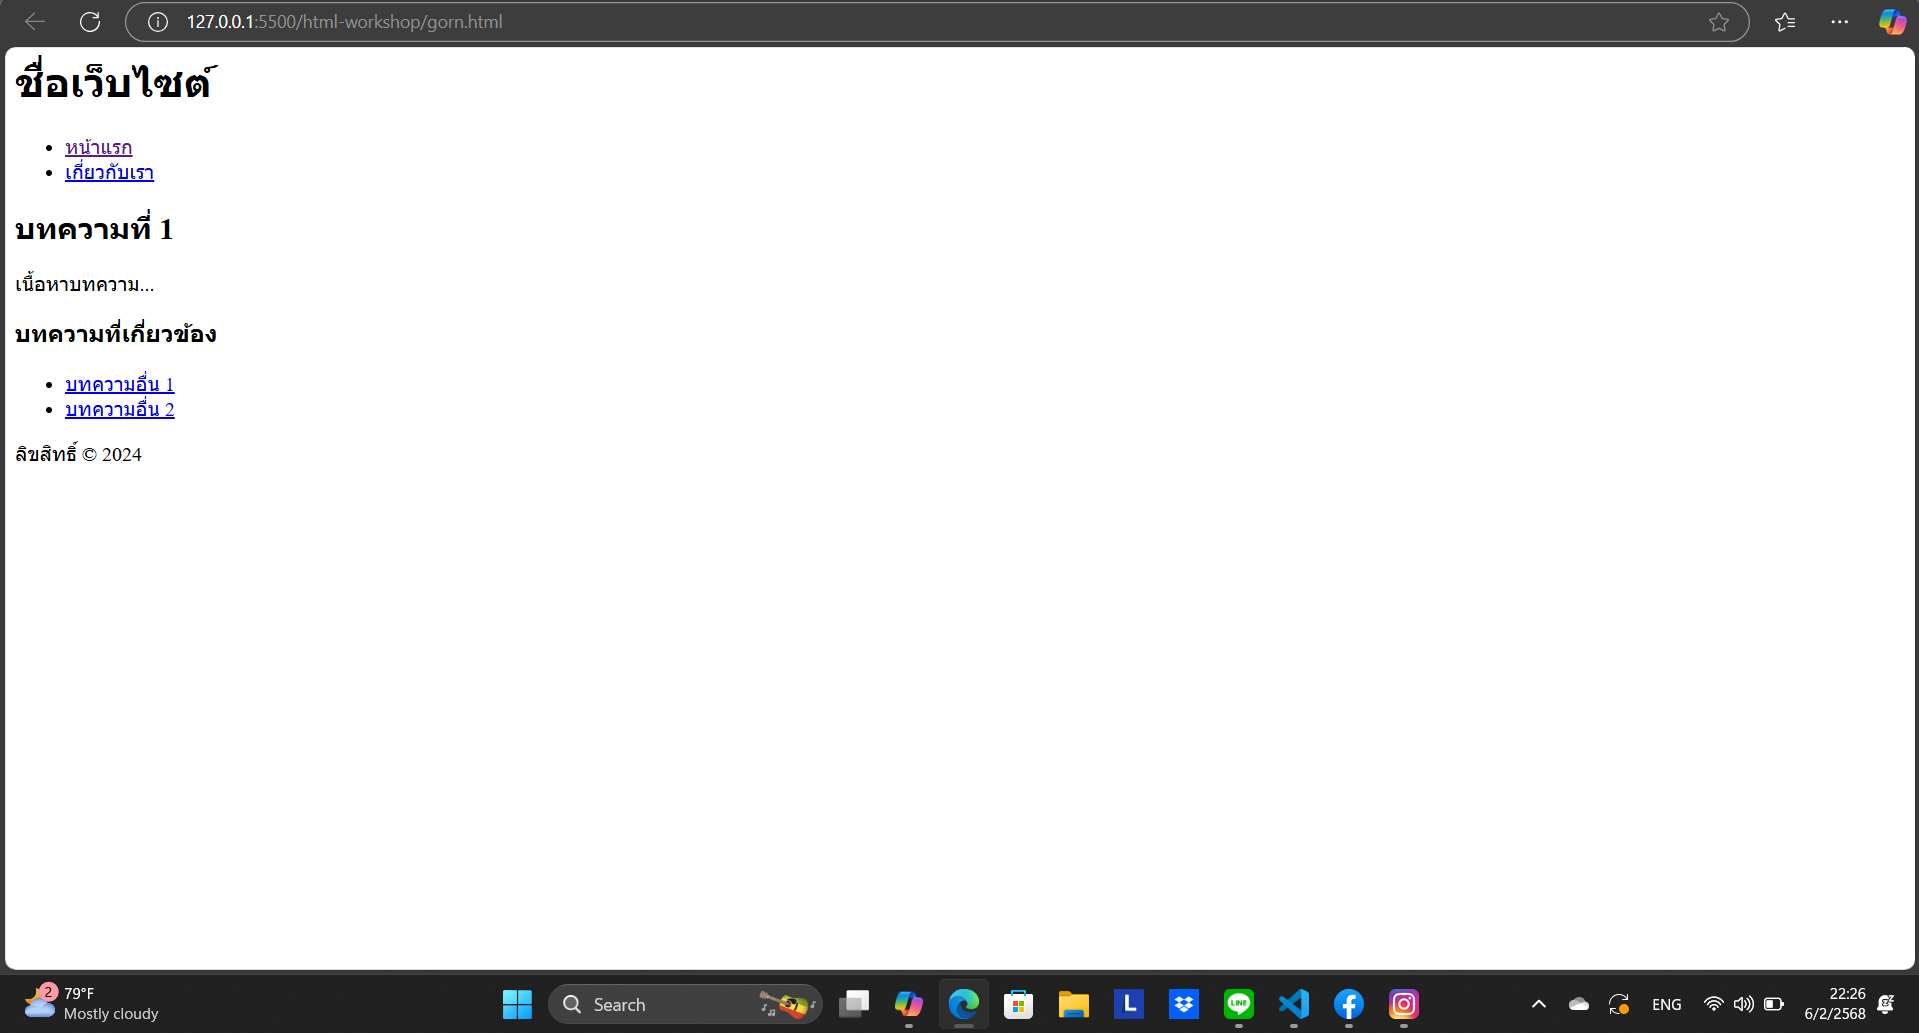 127.0.0.1:5500/html-workshop/gorn.html
ชื่อเว็บไซต์
หน้าแรก
เกี่ยวกับเรา
บทความที่ 1
เนื้อหาบทความ...
บทความที่เกี่ยวข้อง
บทความอื่น 1
บทความอื่น 2
ลิขสิทธิ์ © 2024
2
79°F
Mostly cloudy
Search
L
LINE
ENG
22:26
6/2/2568